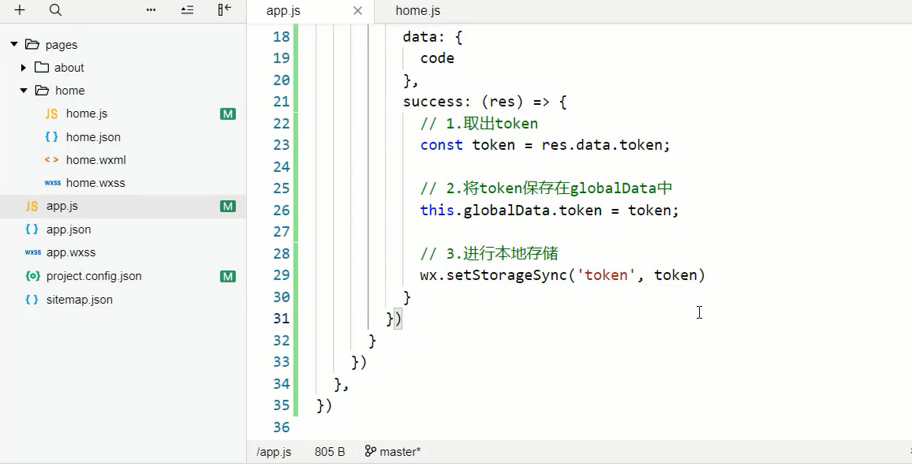 app.js
home.js
pages
about
home
JS home.js M
{} home.json
<> home.wxml
wxss home.wxss
JS app.js M
{} app.json
wxss app.wxss
{o} project.config.json M
{} sitemap.json
18 data: {
19 code
20 },
21 success: (res) => {
22 // 1.取出token
23 const token = res.data.token;
24
25 // 2.将token保存在globalData中
26 this.globalData.token = token;
27
28 // 3.进行本地存储
29 wx.setStorageSync('token', token)
30 }
31 })
32 }
33 })
34 },
35 })
36
/app.js 805 B master*